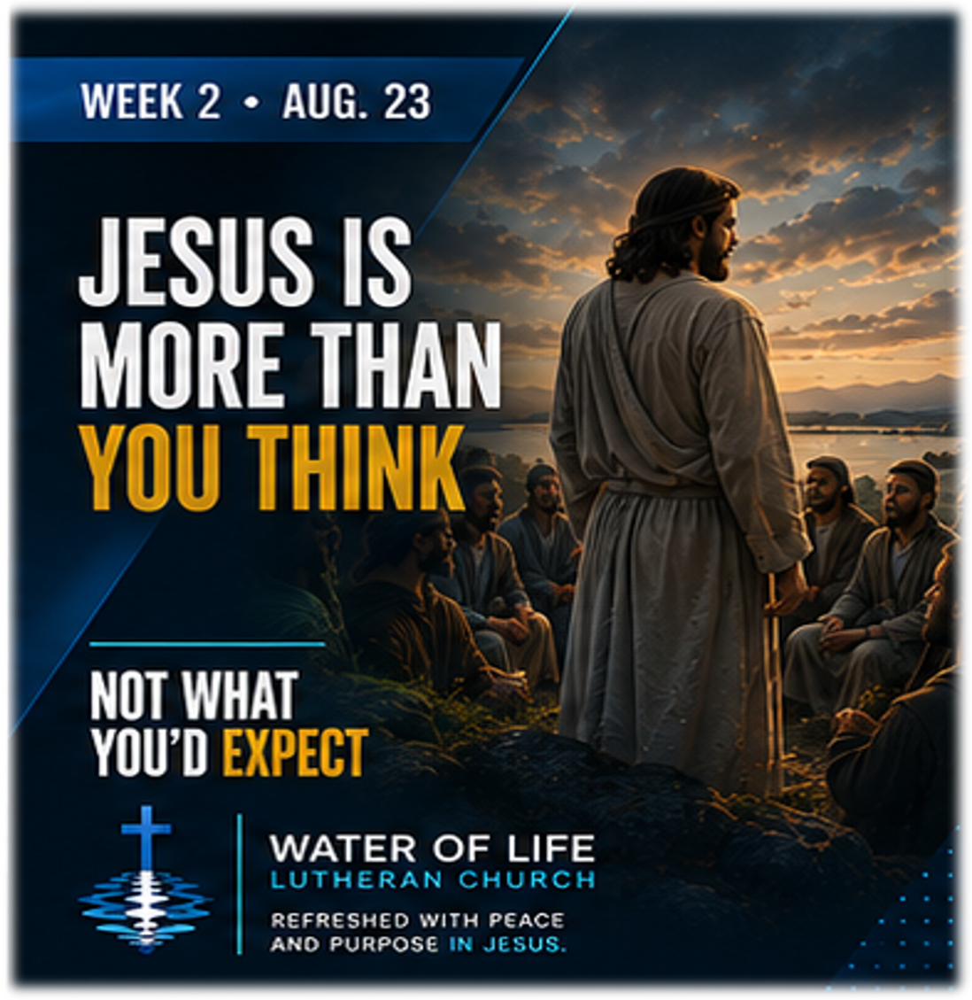 WEEK 2 • AUG. 23
JESUS IS
MORE THAN
YOU THINK
NOT WHAT
YOU'D EXPECT
WATER OF LIFE
LUTHERAN CHURCH
REFRESHED WITH PEACE
AND PURPOSE IN JESUS.